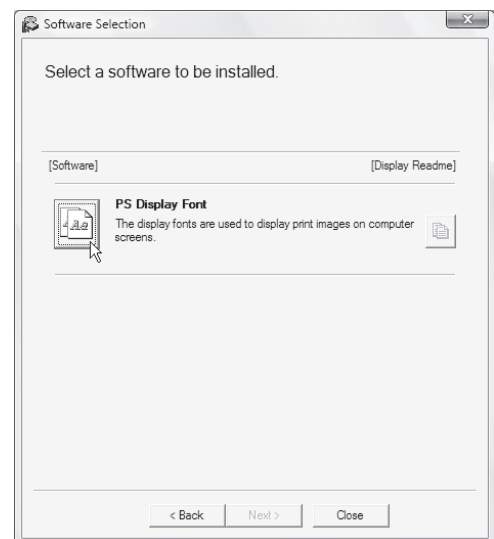 Software Selection
x
Select a software to be installed.
[Software] [Display Readme]
PS Display Font
The display fonts are used to display print images on computer
screens.
Aa
< Back Next > Close